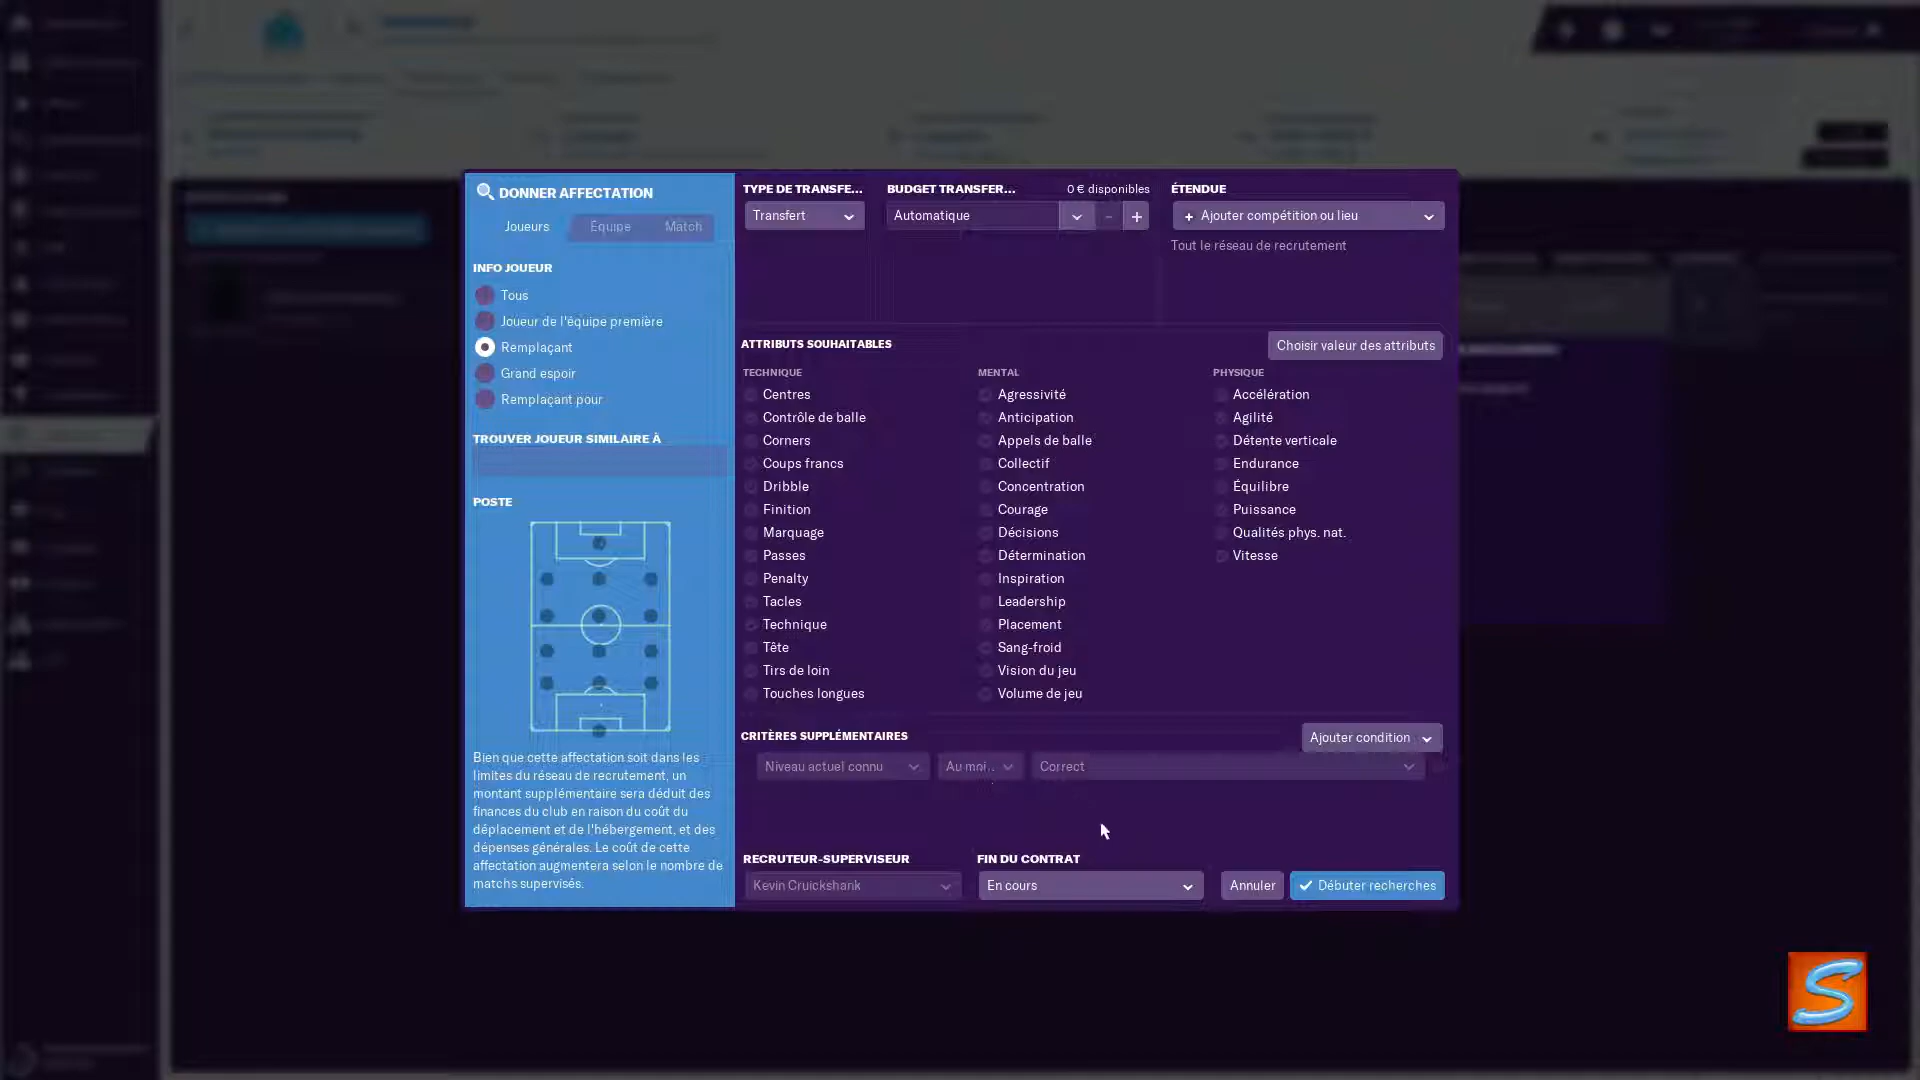 DONNER AFFECTATION
Joueurs Équipe Match
INFO JOUEUR
Tous
Joueur de l'équipe première
Remplaçant
Grand espoir
Remplaçant pour
TROUVER JOUEUR SIMILAIRE À
POSTE
Bien que cette affectation soit dans les
limites du réseau de recrutement, un
montant supplémentaire sera déduit des
finances du club en raison du coût du
déplacement et de l'hébergement, et des
dépenses générales. Le coût de cette
affectation augmentera selon le nombre de
matchs supervisés.
TYPE DE TRANSFE... BUDGET TRANSFER... 0 € disponibles ÉTENDUE
Transfert Automatique - + + Ajouter compétition ou lieu
Tout le réseau de recrutement
ATTRIBUTS SOUHAITABLES Choisir valeur des attributs
TECHNIQUE MENTAL PHYSIQUE
Centres Agressivité Accélération
Contrôle de balle Anticipation Agilité
Corners Appels de balle Détente verticale
Coups francs Collectif Endurance
Dribble Concentration Équilibre
Finition Courage Puissance
Marquage Décisions Qualités phys. nat.
Passes Détermination Vitesse
Penalty Inspiration
Tacles Leadership
Technique Placement
Tête Sang-froid
Tirs de loin Vision du jeu
Touches longues Volume de jeu
CRITÈRES SUPPLÉMENTAIRES Ajouter condition
Niveau actuel connu Au moi... Correct
RECRUTEUR-SUPERVISEUR FIN DU CONTRAT
Kevin Cruickshank En cours Annuler Débuter recherches
S